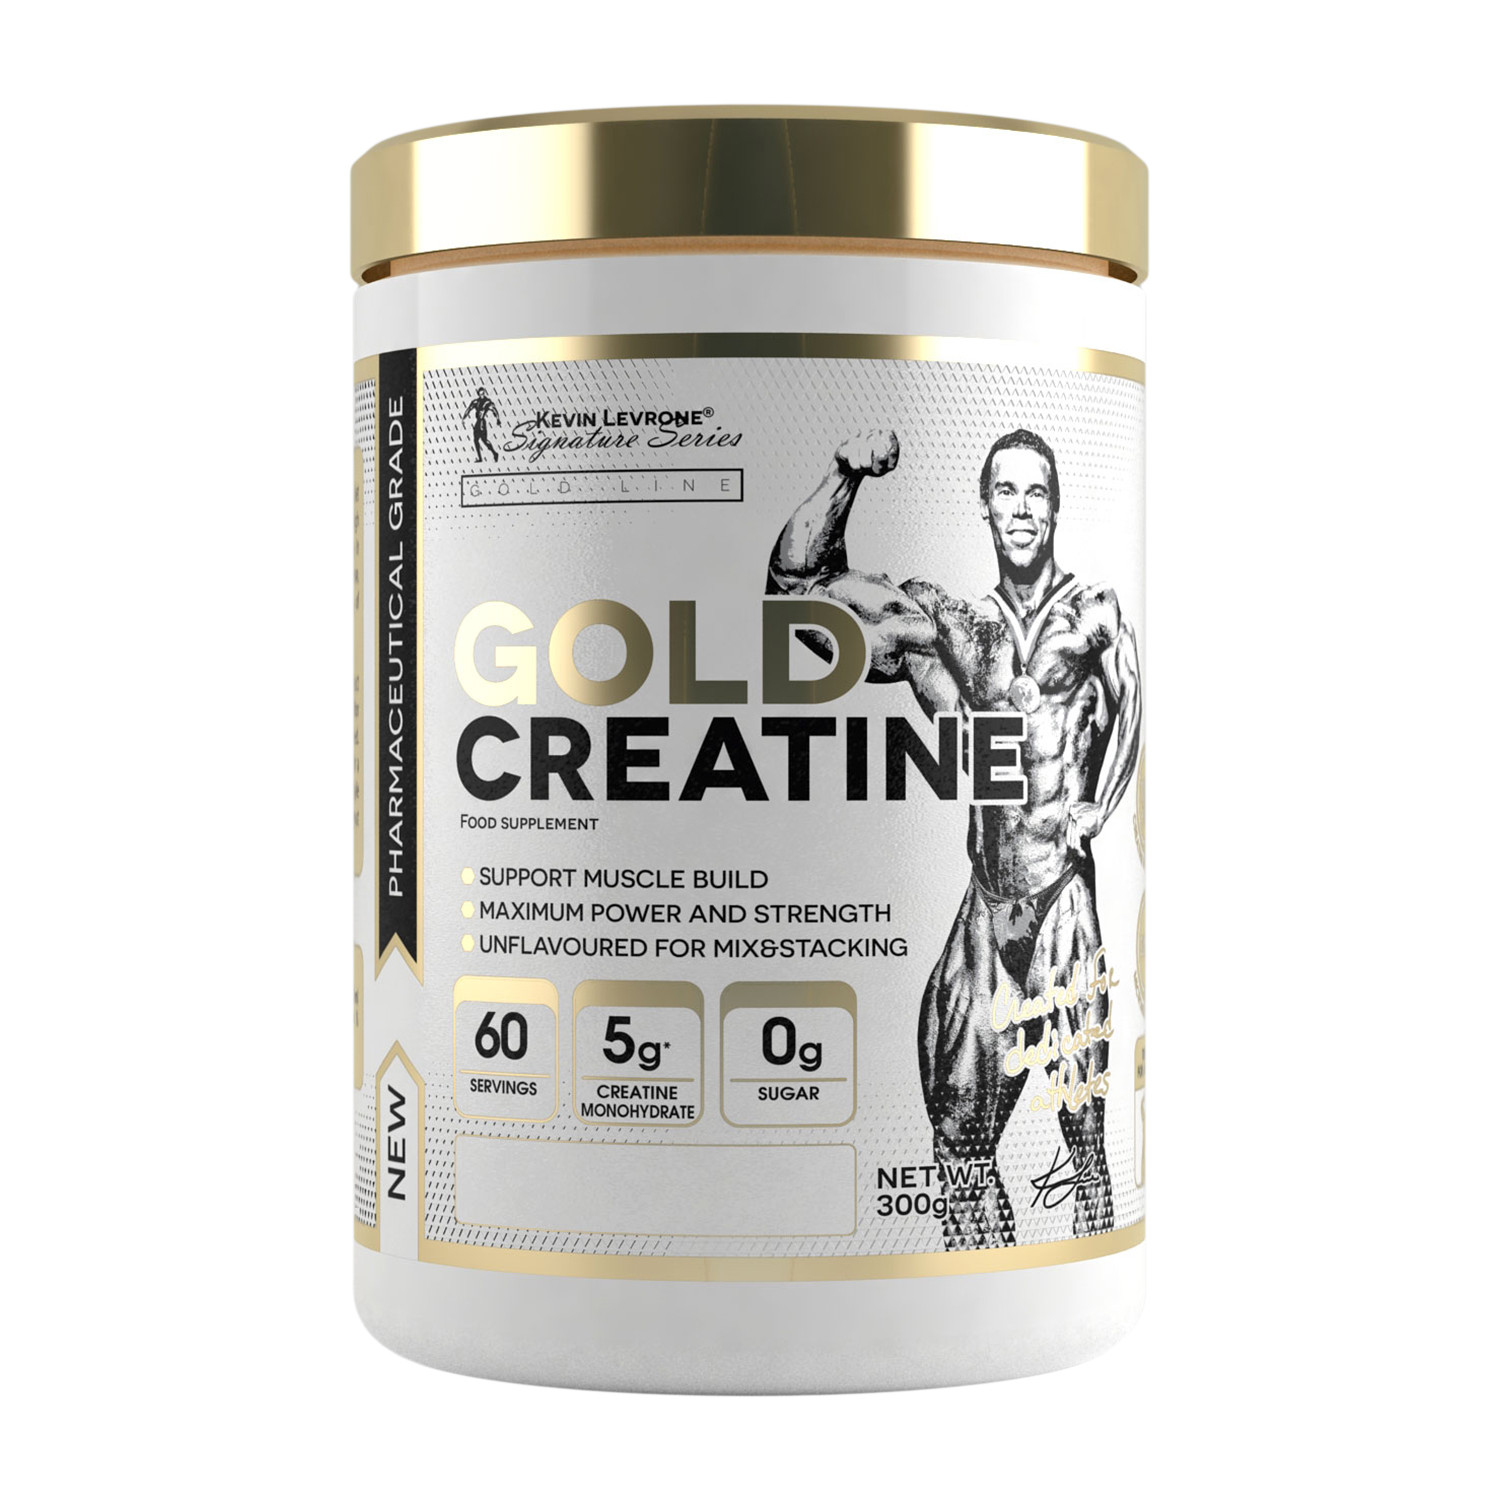 KEVIN LEVRONE®
Signature Series
GOLD LINE
PHARMACEUTICAL GRADE
NEW
GOLD
CREATINE
FOOD SUPPLEMENT
SUPPORT MUSCLE BUILD
MAXIMUM POWER AND STRENGTH
UNFLAVOURED FOR MIX&STACKING
60
SERVINGS
5g*
CREATINE
MONOHYDRATE
0g
SUGAR
Created for
dedicated
athletes
NET WT.
300g